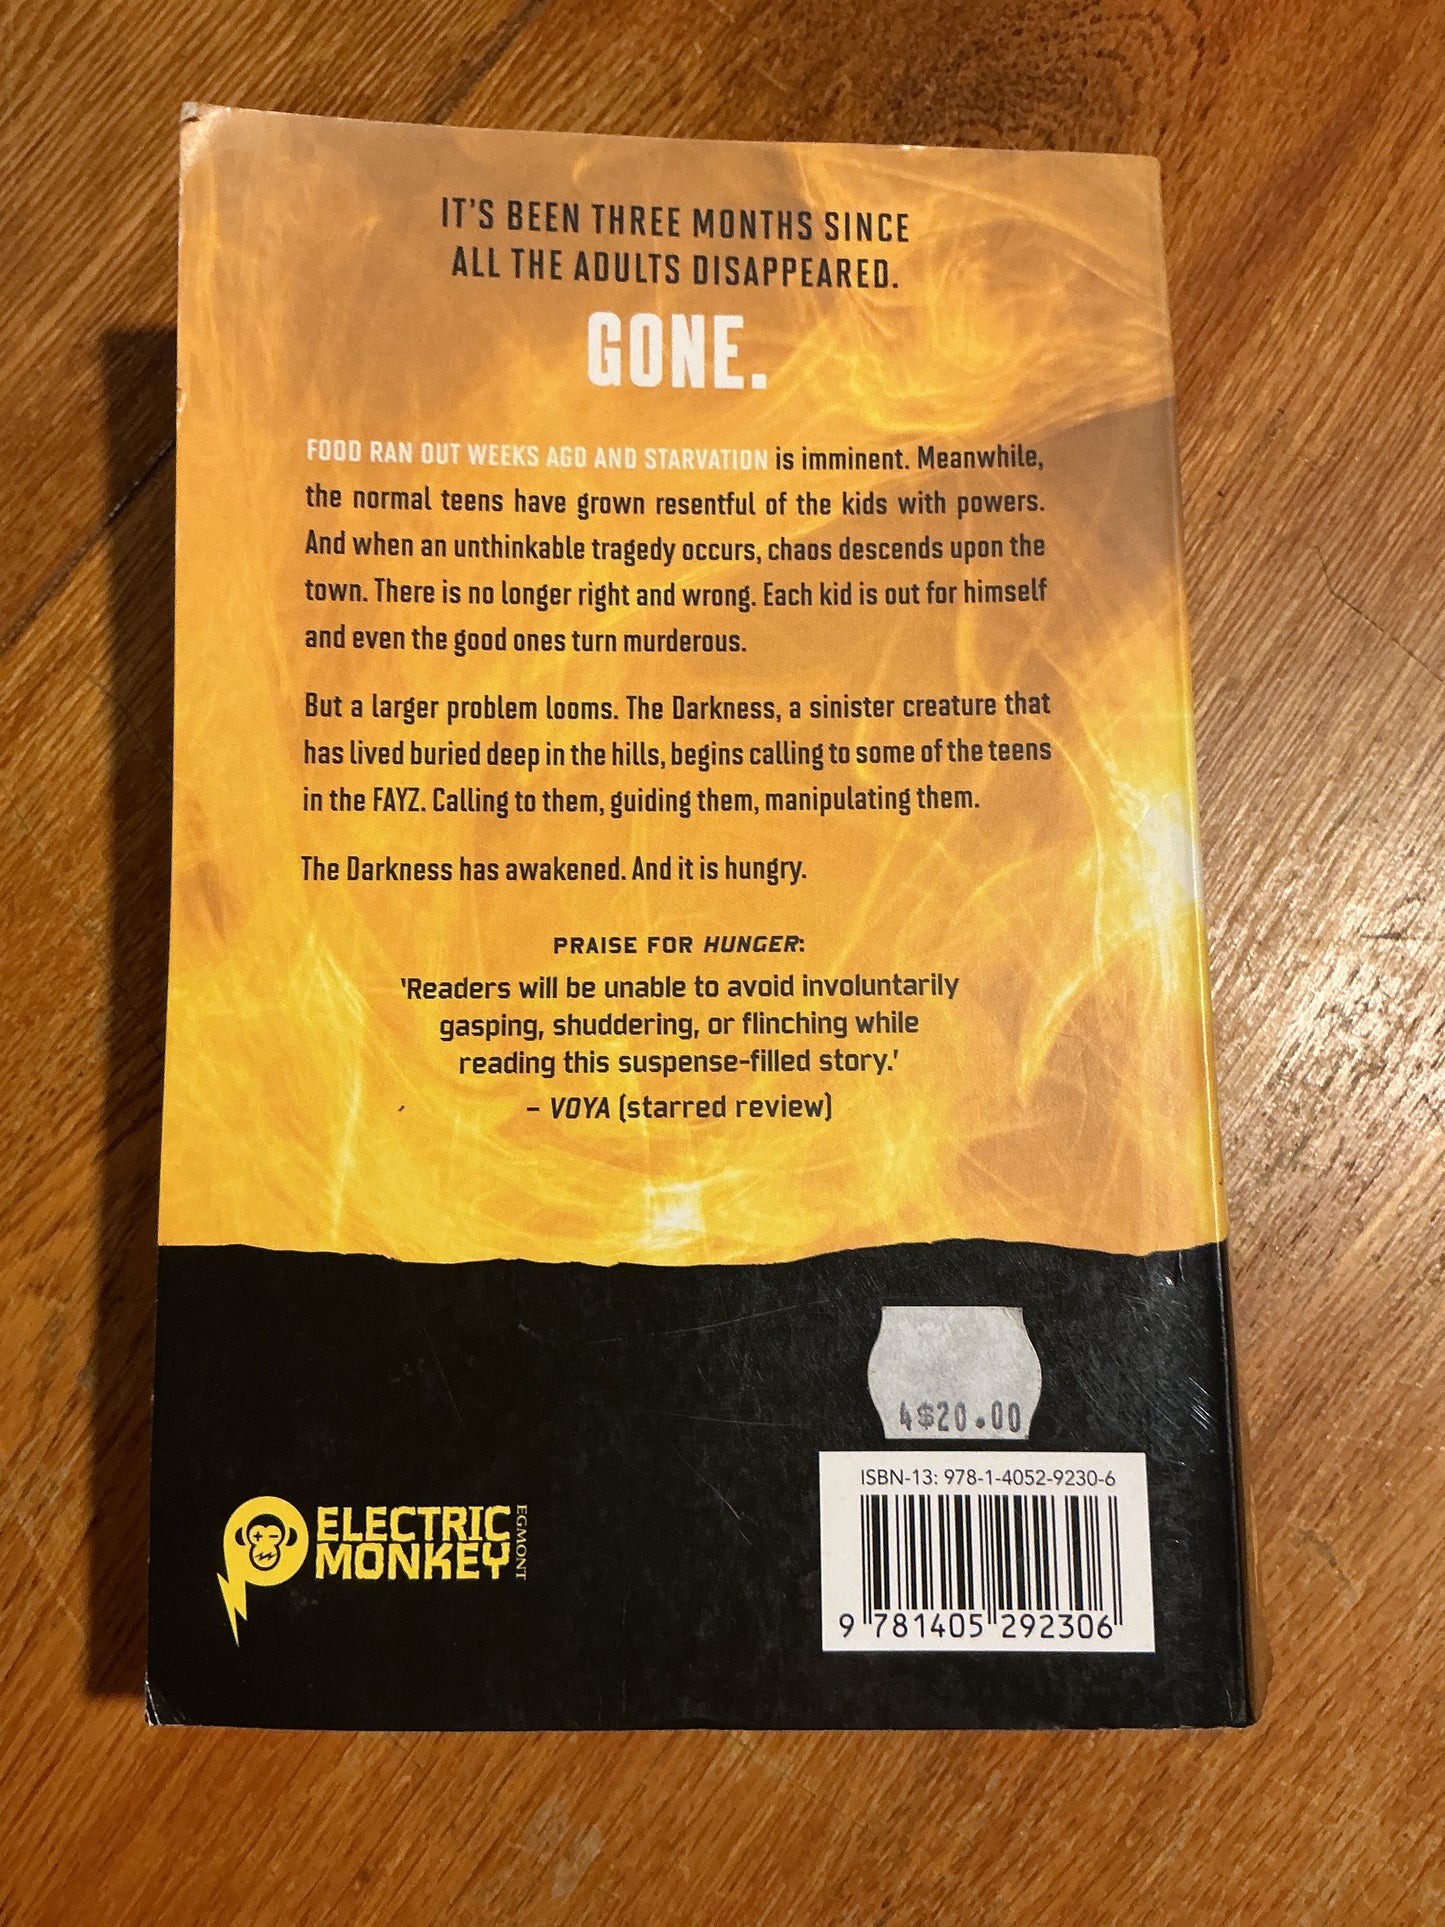 IT'S BEEN THREE MONTHS SINCE
ALL THE ADULTS DISAPPEARED.
GONE.
FOOD RAN OUT WEEKS AGO AND STARVATION is imminent. Meanwhile,
the normal teens have grown resentful of the kids with powers.
And when an unthinkable tragedy occurs, chaos descends upon the
town. There is no longer right and wrong. Each kid is out for himself
and even the good ones turn murderous.
But a larger problem looms. The Darkness, a sinister creature that
has lived buried deep in the hills, begins calling to some of the teens
in the FAYZ. Calling to them, guiding them, manipulating them.
The Darkness has awakened. And it is hungry.
PRAISE FOR HUNGER:
'Readers will be unable to avoid involuntarily
gasping, shuddering, or flinching while
reading this suspense-filled story.'
– VOYA (starred review)
4$20.00
ISBN-13: 978-1-4052-9230-6
9 781405 292306
ELECTRIC
MONKEY
EGMONT